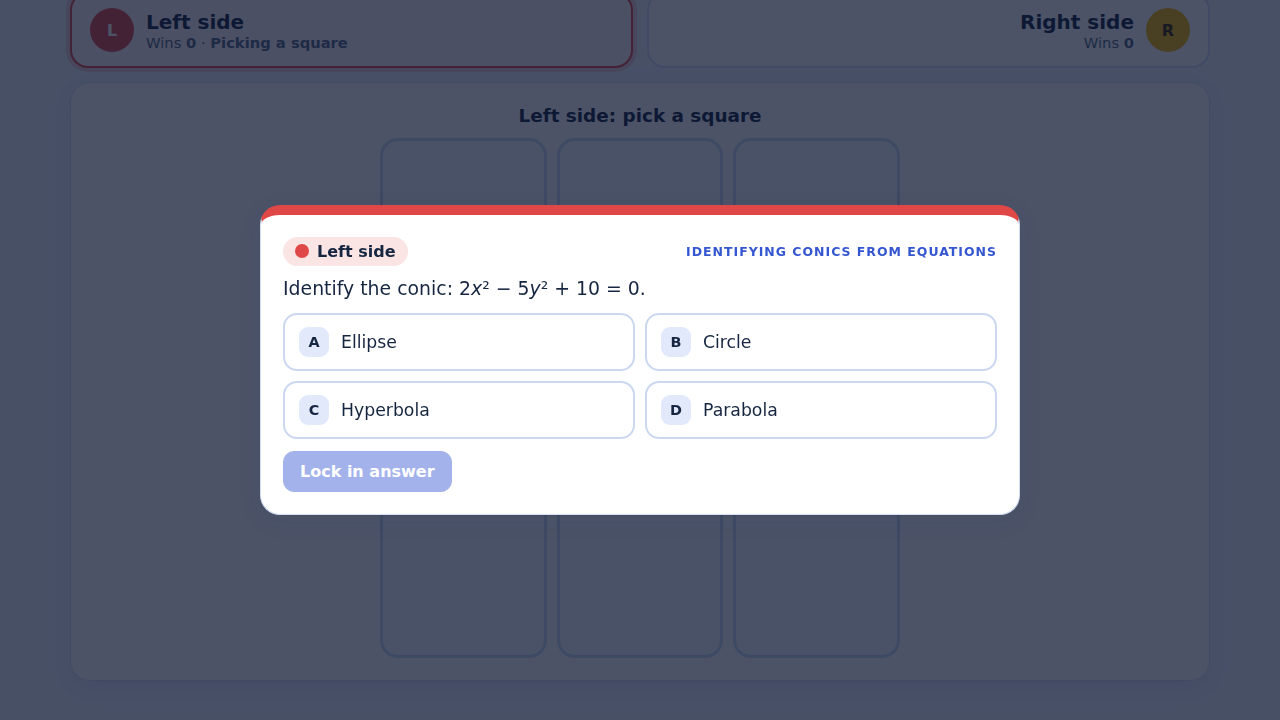 L
Left side
Wins 0 · Picking a square
Right side
Wins 0
R
Left side: pick a square
Left side
IDENTIFYING CONICS FROM EQUATIONS
Identify the conic: 2x² − 5y² + 10 = 0.
A Ellipse
B Circle
C Hyperbola
D Parabola
Lock in answer